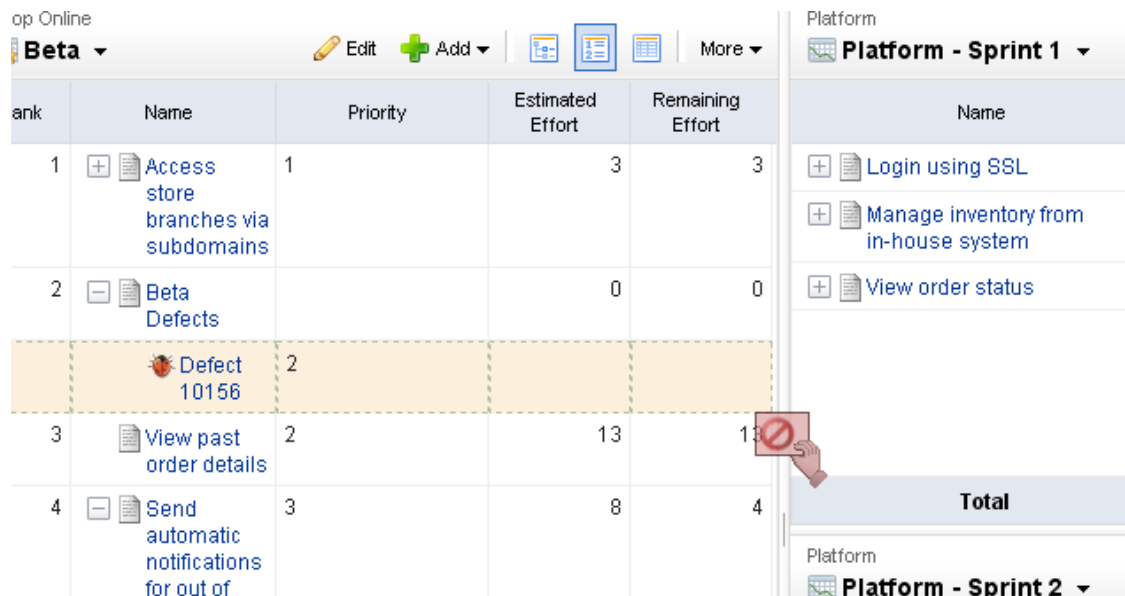 op Online
Beta
Edit
Add
More
ank
Name
Priority
Estimated
Effort
Remaining
Effort
1
Access
store
branches via
subdomains
1
3
3
2
Beta
Defects
0
0
Defect
10156
2
3
View past
order details
2
13
13
4
Send
automatic
notifications
for out of
3
8
4
Platform
Platform - Sprint 1
Name
Login using SSL
Manage inventory from
in-house system
View order status
Total
Platform
Platform - Sprint 2